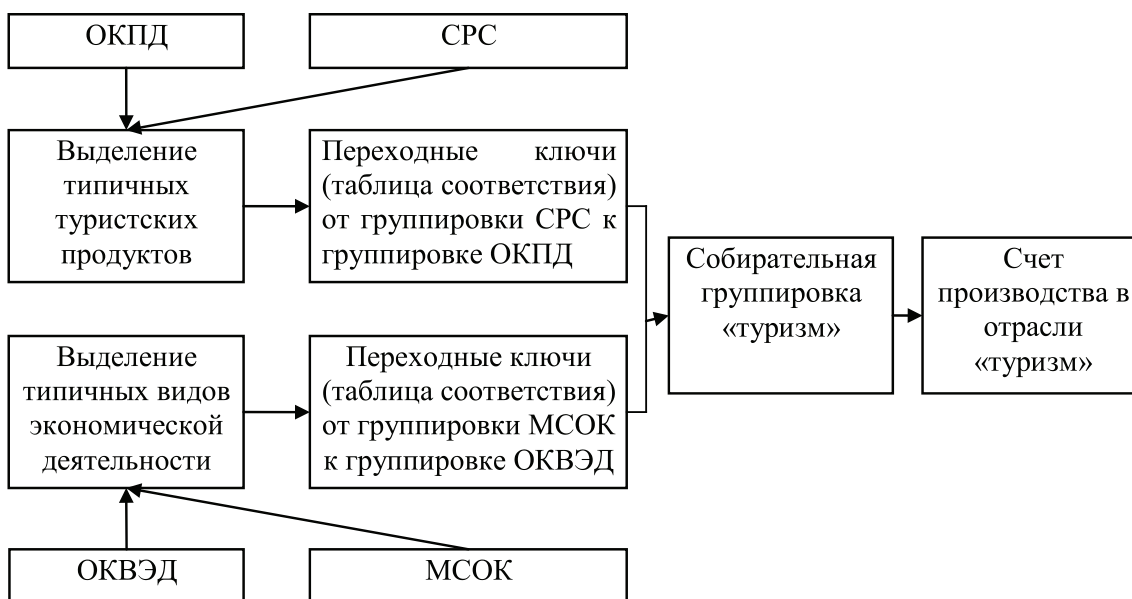 ОКПД
СРС
Выделение
типичных
туристских
продуктов
Переходные ключи
(таблица соответствия)
от группировки СРС к
группировке ОКПД
Собирательная
группировка
«туризм»
Счет
производства в
отрасли
«туризм»
Выделение
типичных видов
экономической
деятельности
Переходные ключи
(таблица соответствия)
от группировки МСОК
к группировке ОКВЭД
ОКВЭД
МСОК